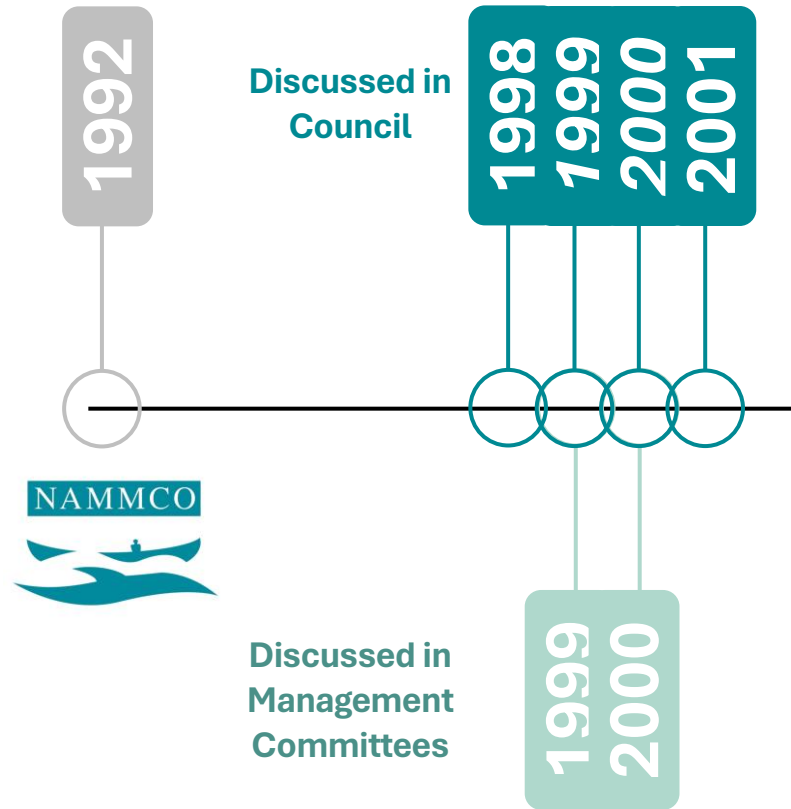 1992
Discussed in
Council
1998
1999
2000
2001
NAMMCO
Discussed in
Management
Committees
1999
2000